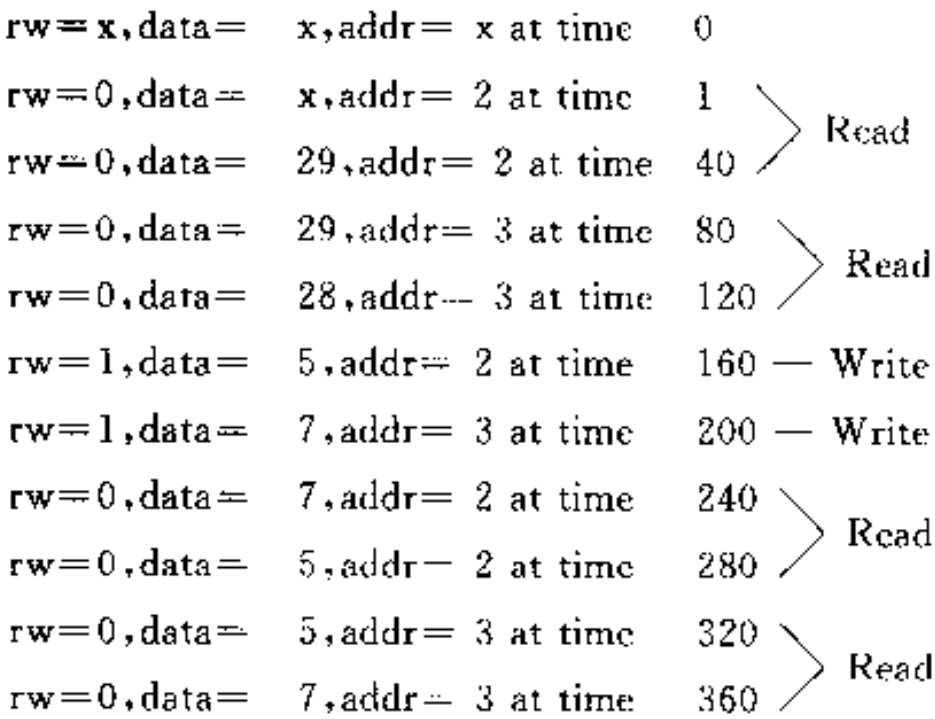 rw=x,data= x,addr= x at time 0
rw=0,data= x,addr= 2 at time 1
Read
rw=0,data= 29,addr= 2 at time 40
rw=0,data= 29,addr= 3 at time 80
Read
rw=0,data= 28,addr= 3 at time 120
rw=1,data= 5,addr= 2 at time 160 — Write
rw=1,data= 7,addr= 3 at time 200 — Write
rw=0,data= 7,addr= 2 at time 240
Read
rw=0,data= 5,addr= 2 at time 280
rw=0,data= 5,addr= 3 at time 320
Read
rw=0,data= 7,addr= 3 at time 360